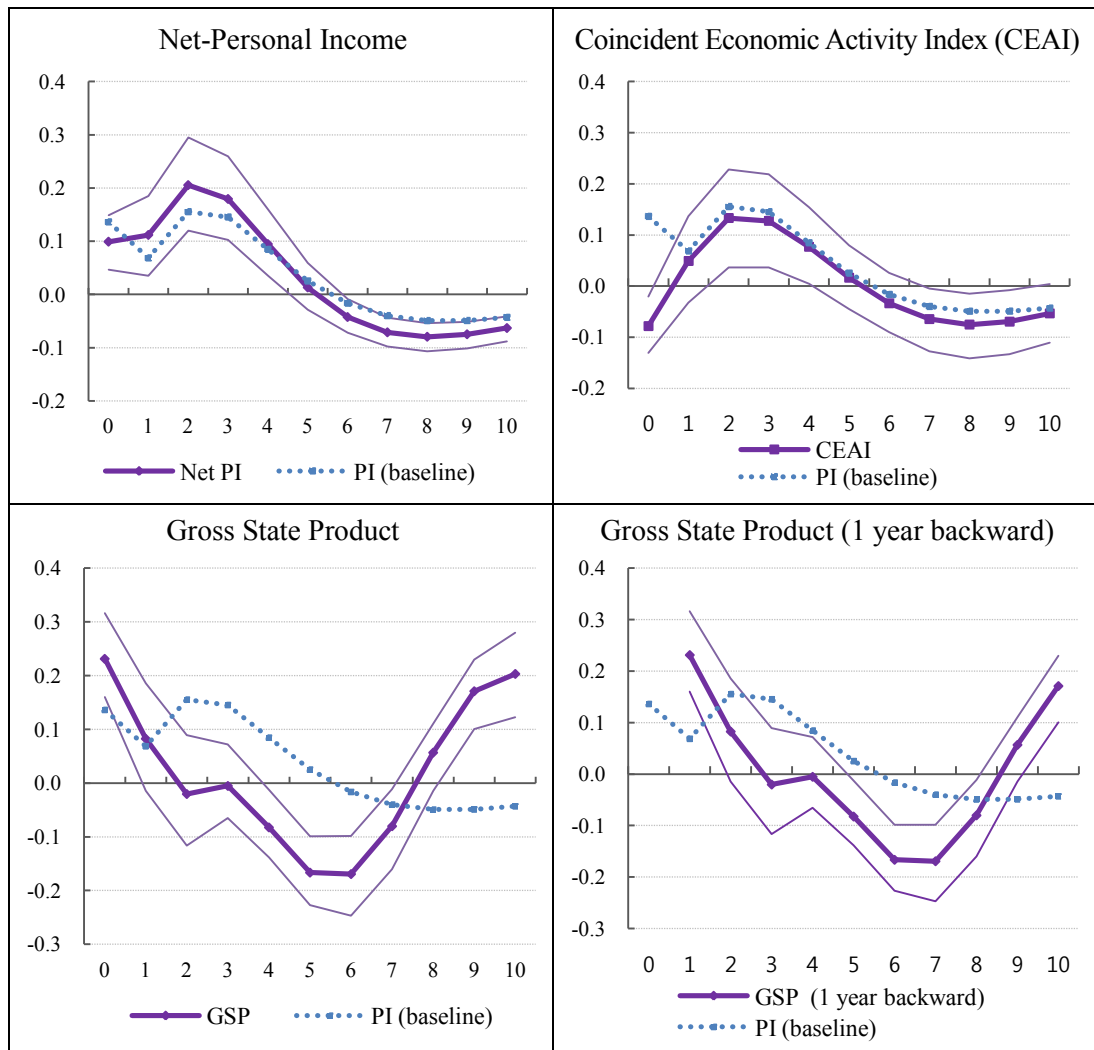 Net-Personal Income
0.4
0.3
0.2
0.1
0.0
-0.1
-0.2
0 1 2 3 4 5 6 7 8 9 10
Net PI PI (baseline)
Coincident Economic Activity Index (CEAI)
0.4
0.3
0.2
0.1
0.0
-0.1
-0.2
0 1 2 3 4 5 6 7 8 9 10
CEAI
PI (baseline)
Gross State Product
0.4
0.3
0.2
0.1
0.0
-0.1
-0.2
-0.3
0 1 2 3 4 5 6 7 8 9 10
GSP PI (baseline)
Gross State Product (1 year backward)
0.4
0.3
0.2
0.1
0.0
-0.1
-0.2
-0.3
0 1 2 3 4 5 6 7 8 9 10
GSP (1 year backward)
PI (baseline)